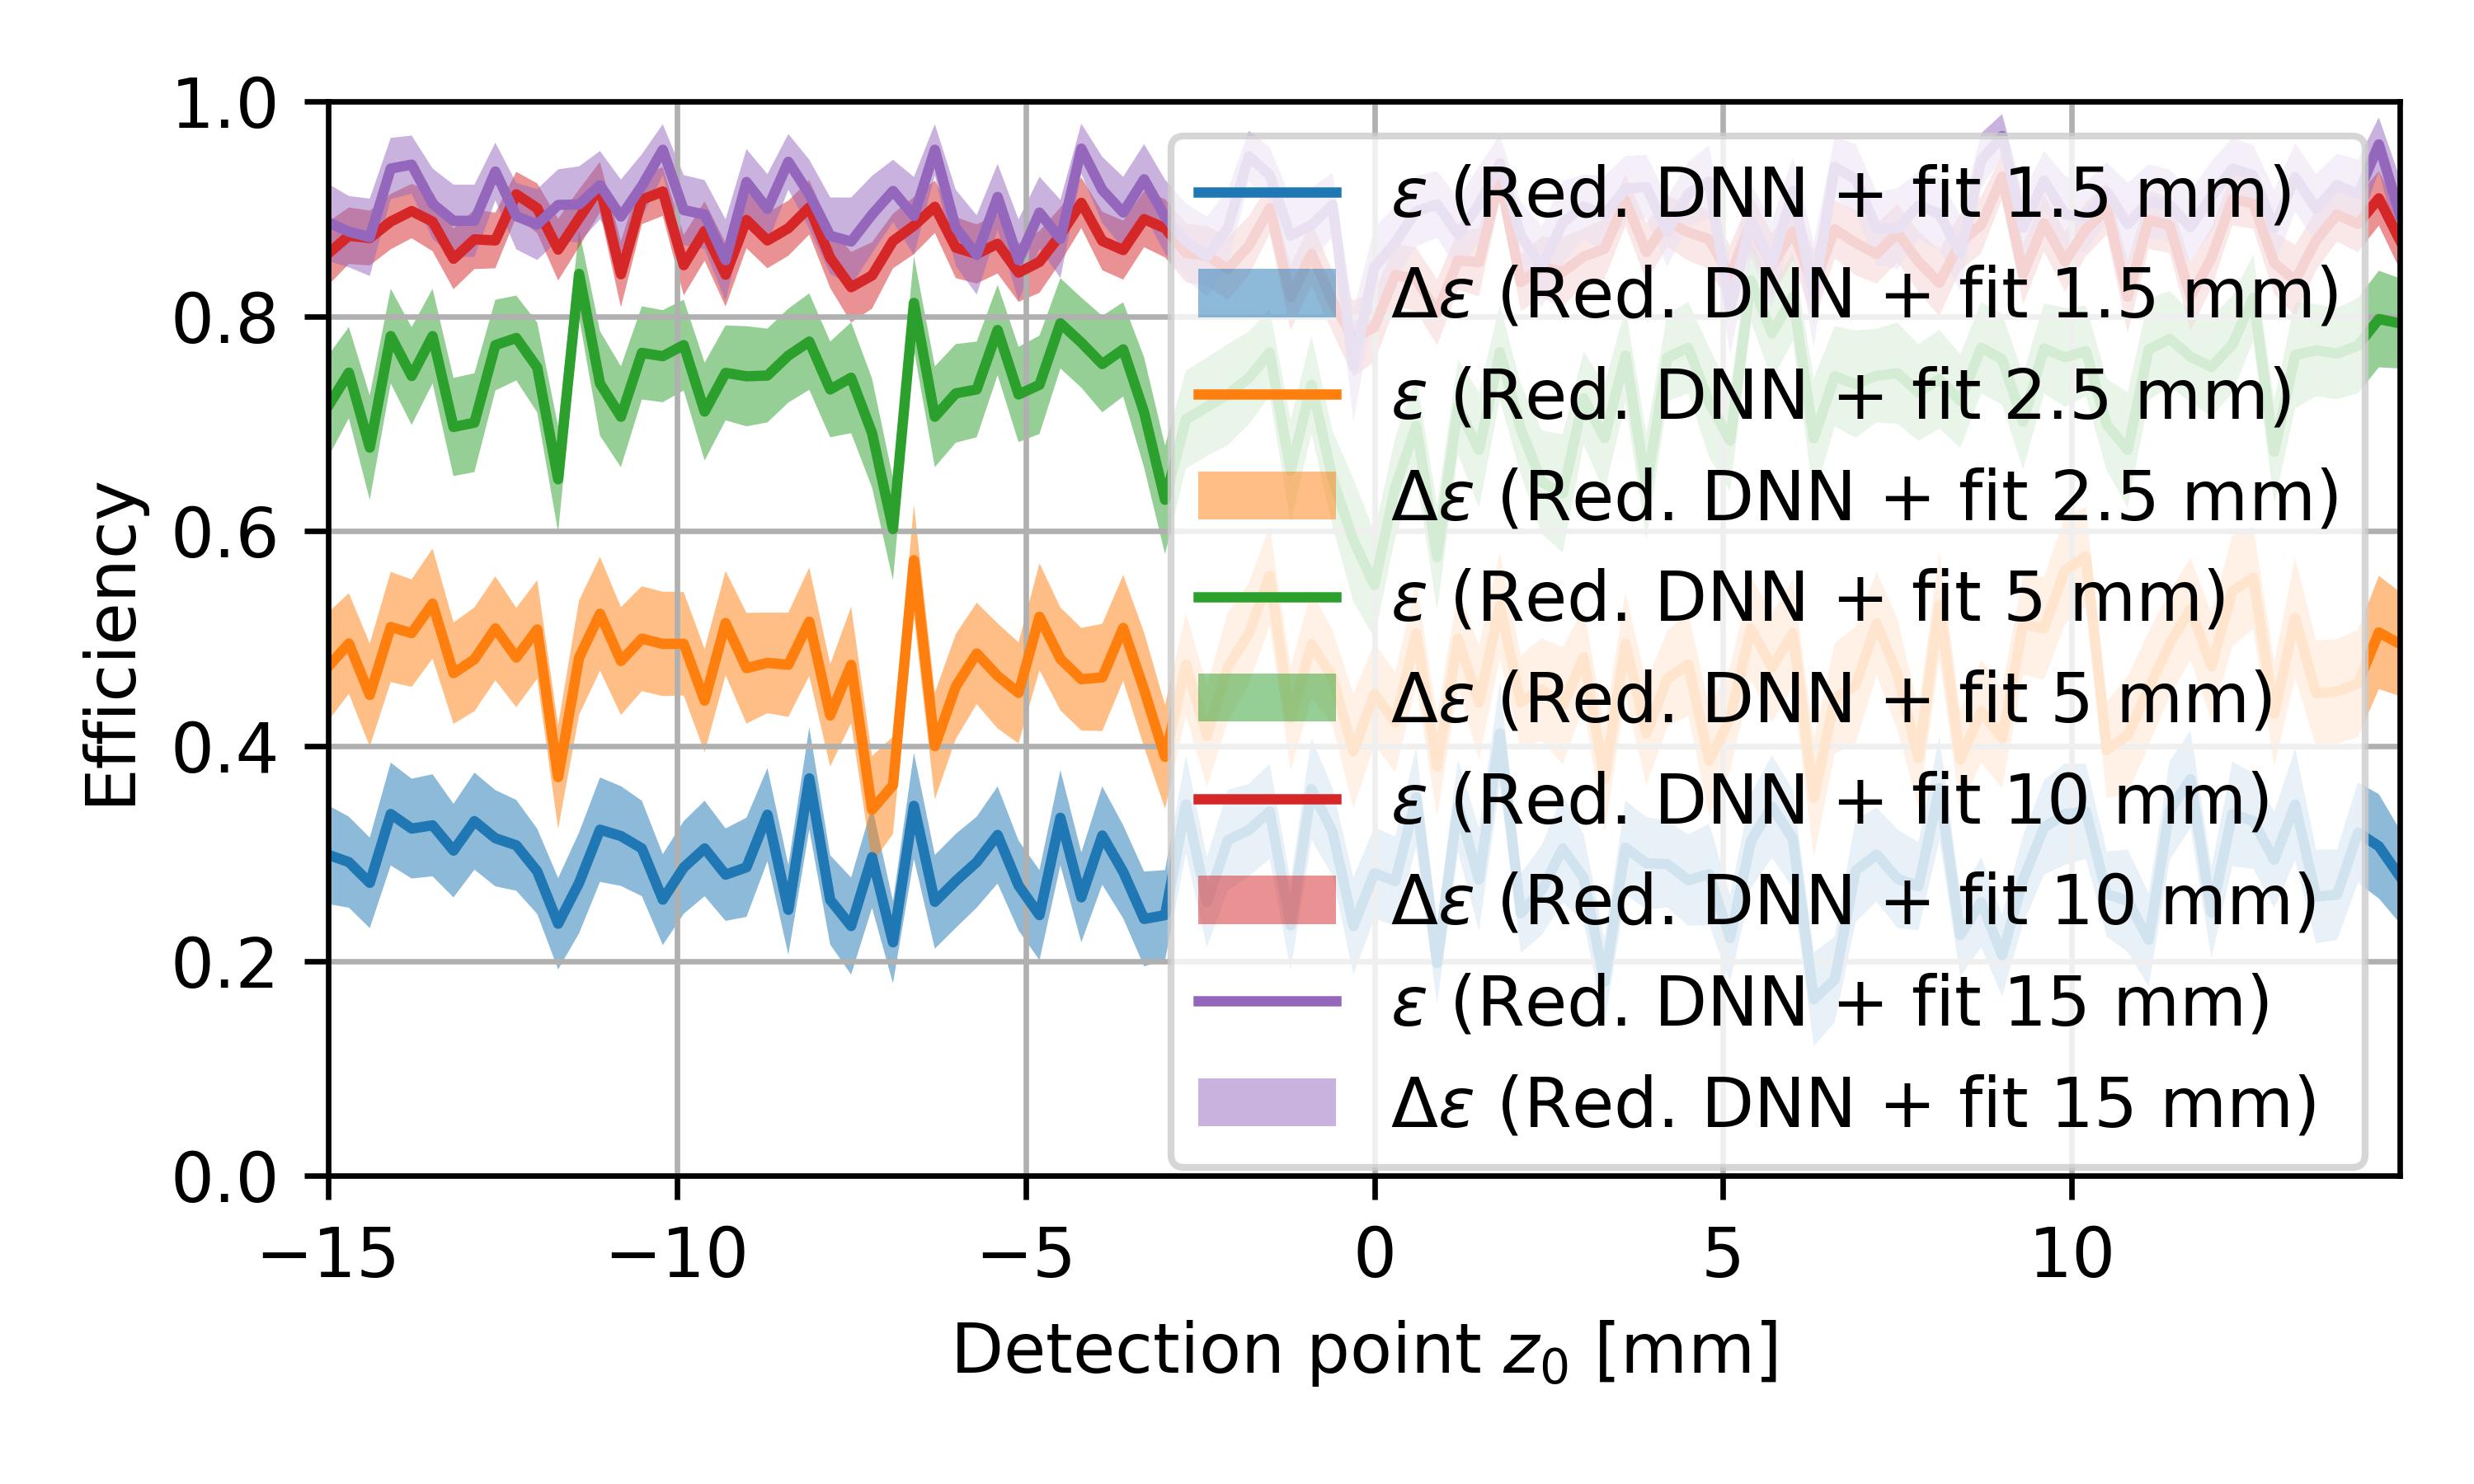 1.0
0.8
0.6
0.4
0.2
0.0
Efficiency
ε (Red. DNN + fit 1.5 mm)
Δε (Red. DNN + fit 1.5 mm)
ε (Red. DNN + fit 2.5 mm)
Δε (Red. DNN + fit 2.5 mm)
ε (Red. DNN + fit 5 mm)
Δε (Red. DNN + fit 5 mm)
ε (Red. DNN + fit 10 mm)
Δε (Red. DNN + fit 10 mm)
ε (Red. DNN + fit 15 mm)
Δε (Red. DNN + fit 15 mm)
−15 −10 −5 0 5 10
Detection point z₀ [mm]